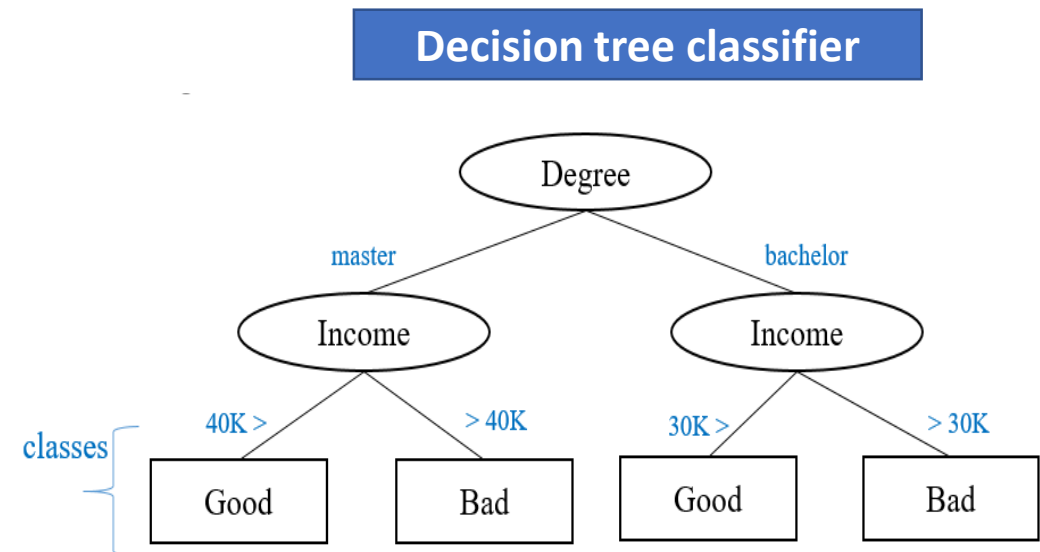 Decision tree classifier
Degree
master
bachelor
Income
Income
40K >
> 40K
30K >
> 30K
classes
Good
Bad
Good
Bad